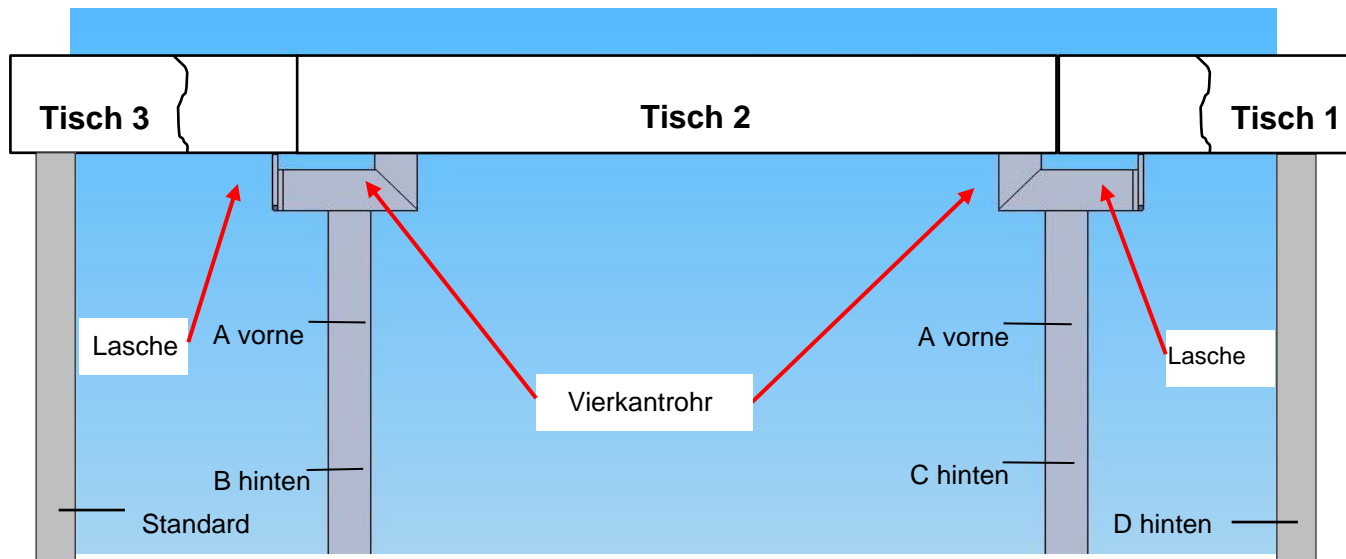 Tisch 3
Tisch 2
Tisch 1
Lasche
A vorne
A vorne
Lasche
Vierkantrohr
B hinten
C hinten
Standard
D hinten